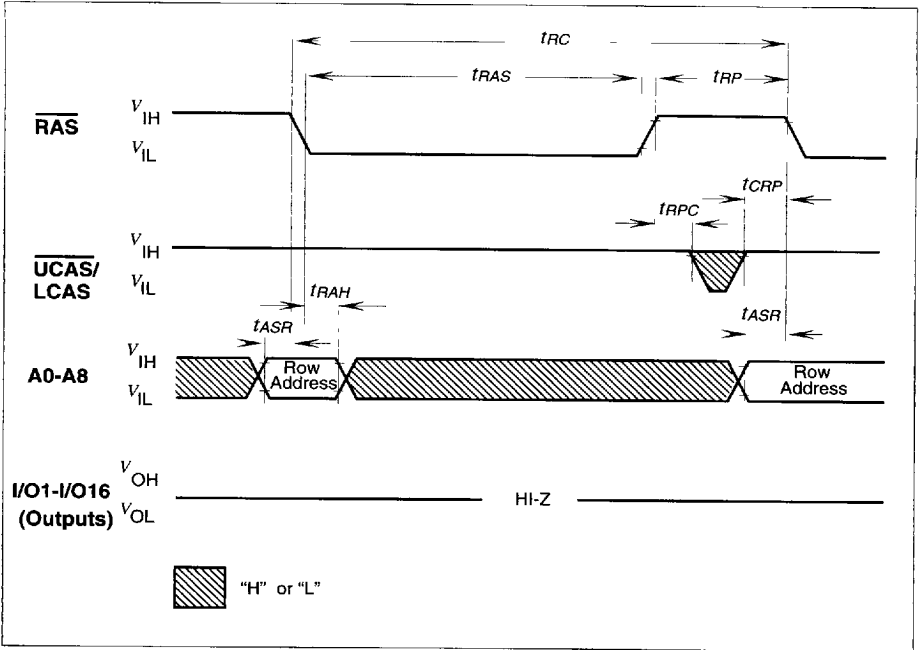 tRC
tRAS
tRP
RAS
VIH
VIL
tCRP
tRPC
UCAS/
LCAS
VIH
VIL
tRAH
tASR
tASR
A0-A8
VIH
VIL
Row
Address
Row
Address
I/O1-I/O16
(Outputs)
VOH
VOL
HI-Z
"H" or "L"